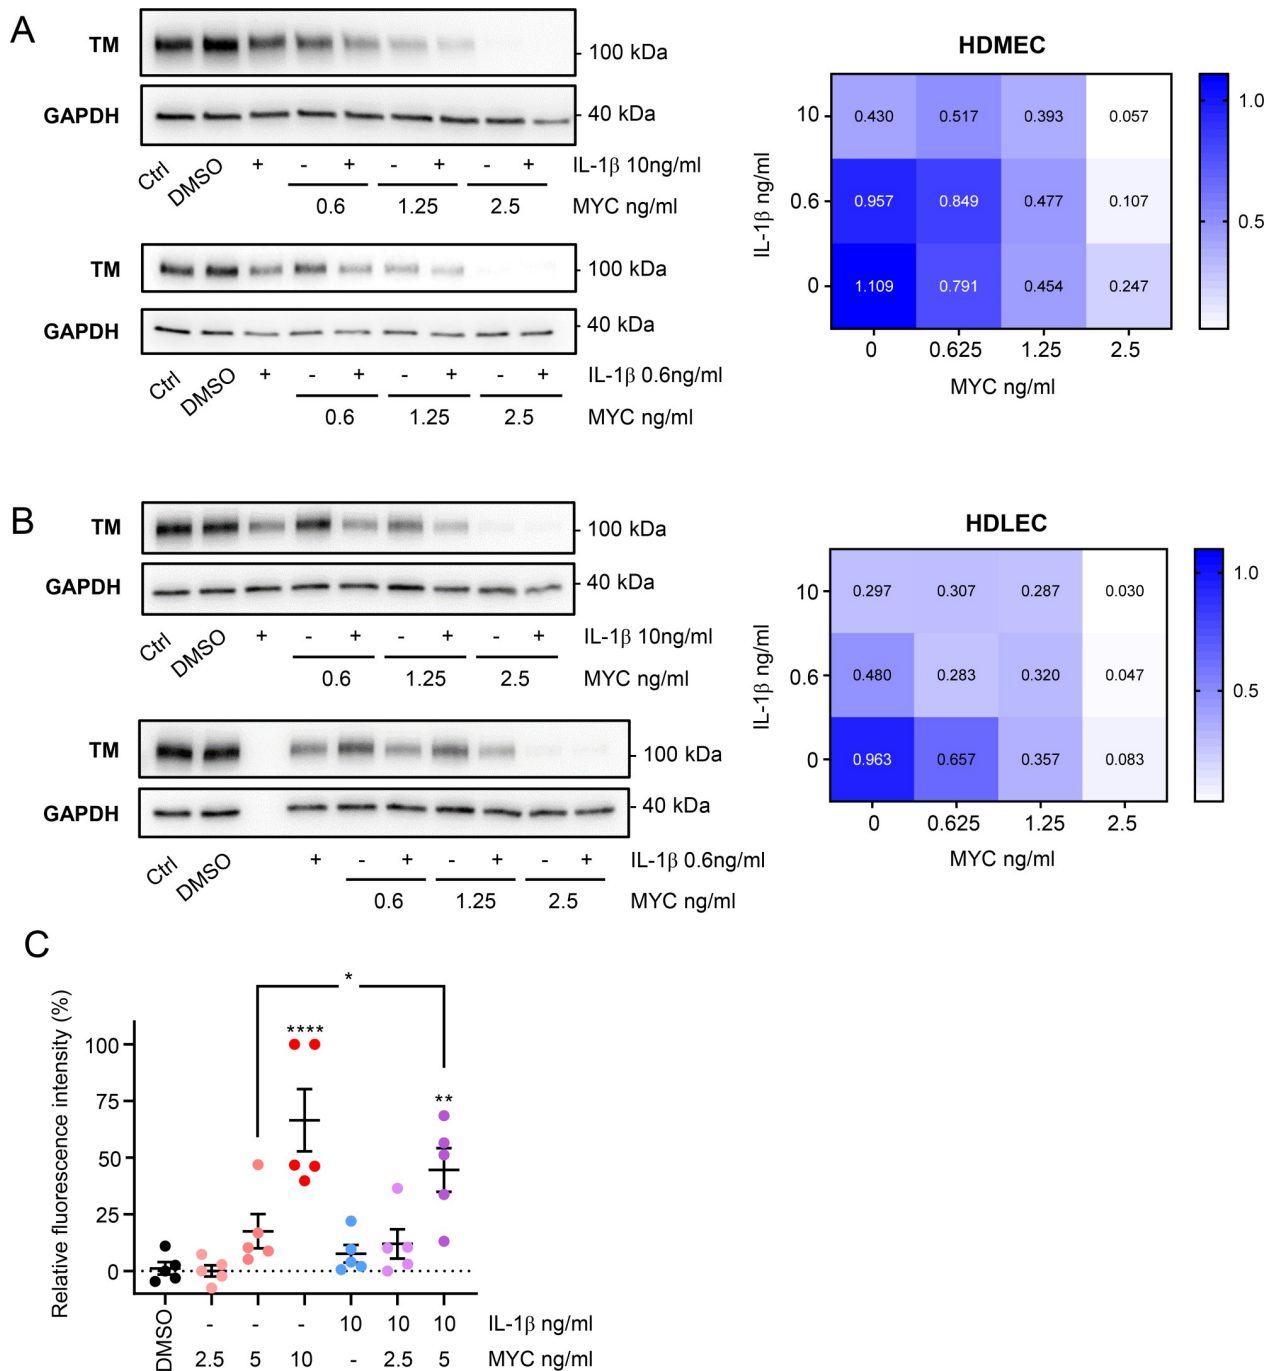 A
TM
100 kDa
GAPDH
40 kDa
Ctrl
DMSO
+ - + - + - + IL-1β 10ng/ml
0.6 1.25 2.5 MYC ng/ml
TM
100 kDa
GAPDH
40 kDa
Ctrl
DMSO
+ - + - + - + IL-1β 0.6ng/ml
0.6 1.25 2.5 MYC ng/ml
HDMEC
IL-1β ng/ml
10 0.430 0.517 0.393 0.057
0.6 0.957 0.849 0.477 0.107
0 1.109 0.791 0.454 0.247
0 0.625 1.25 2.5
MYC ng/ml
1.0
0.5
B
TM
100 kDa
GAPDH
40 kDa
Ctrl
DMSO
+ - + - + - + IL-1β 10ng/ml
0.6 1.25 2.5 MYC ng/ml
TM
100 kDa
GAPDH
40 kDa
Ctrl
DMSO
+ - + - + - + IL-1β 0.6ng/ml
0.6 1.25 2.5 MYC ng/ml
HDLEC
IL-1β ng/ml
10 0.297 0.307 0.287 0.030
0.6 0.480 0.283 0.320 0.047
0 0.963 0.657 0.357 0.083
0 0.625 1.25 2.5
MYC ng/ml
1.0
0.5
C
Relative fluorescence intensity (%)
*
****
**
100
75
50
25
0
DMSO
- - - 10 10 10 IL-1β ng/ml
2.5 5 10 - 2.5 5 MYC ng/ml